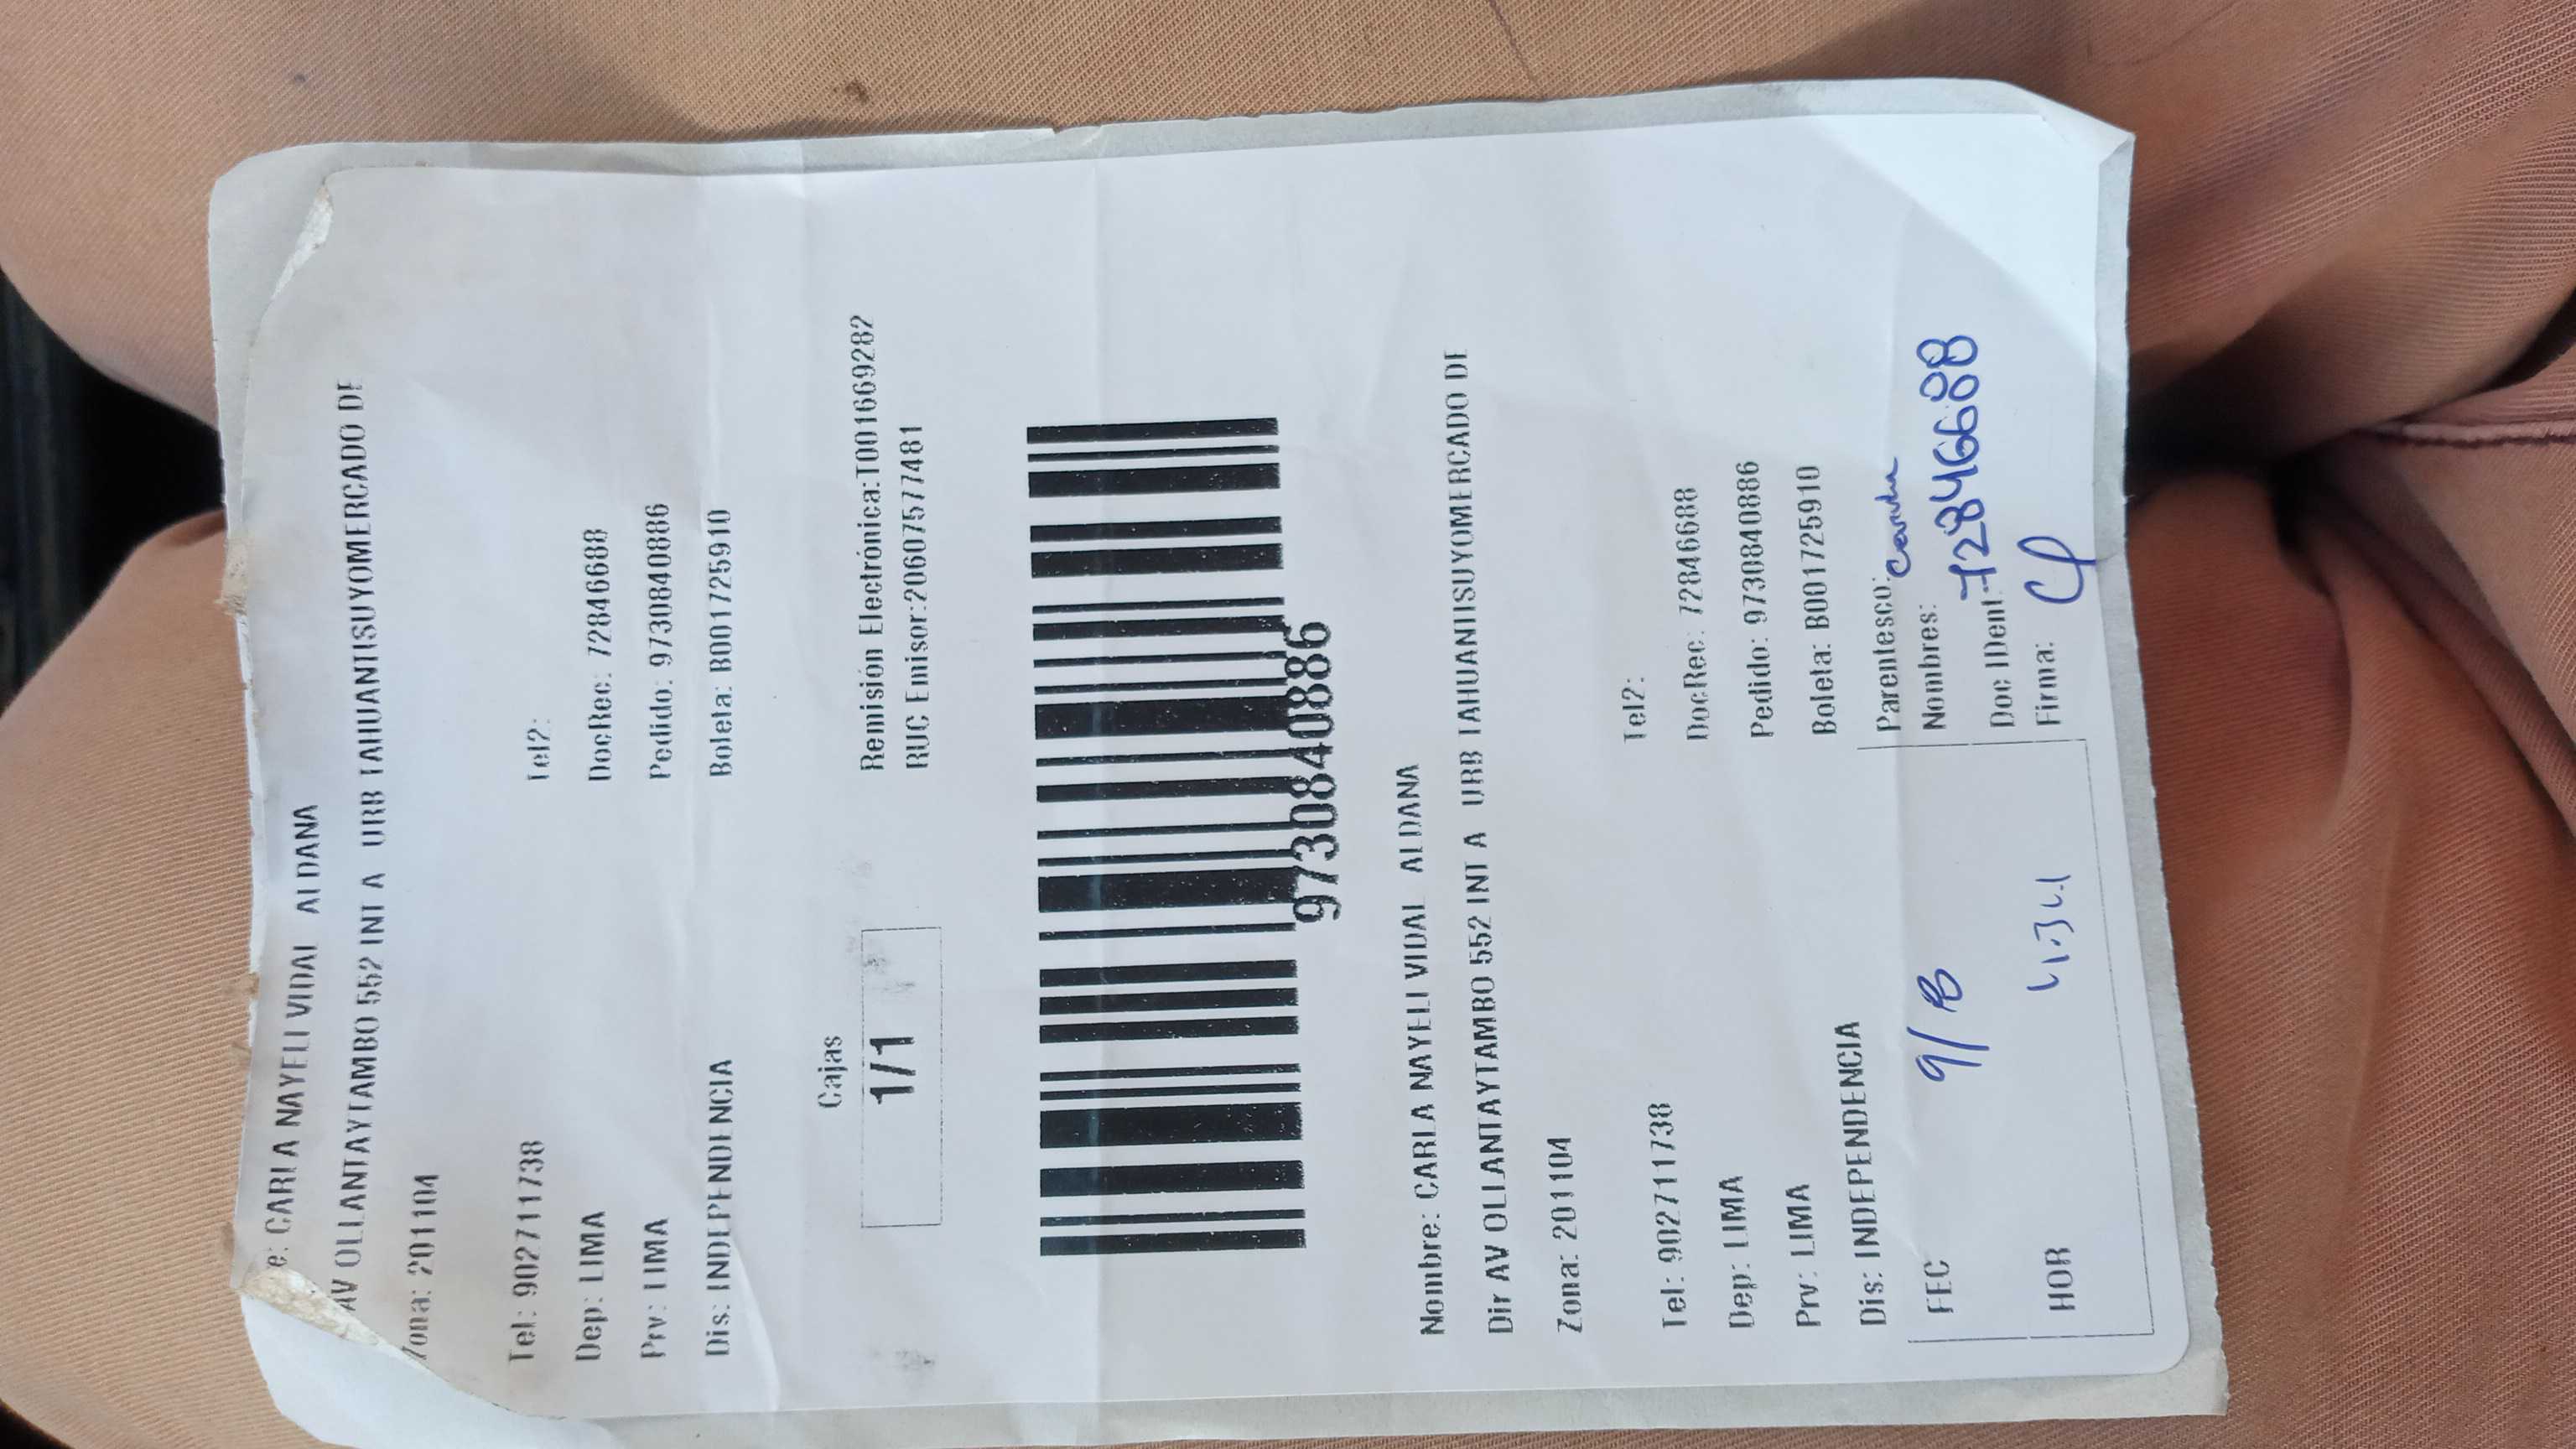 e: CARLA NAYELI VIDAL ALDANA
AV OLLANTAYTAMBO 552 INT A URB TAHUANTISUYOMERCADO DE
Zona: 201104
Tel: 902711738 Tel2:
Dep: LIMA DocRec: 72846688
Prv: LIMA Pedido: 9730840886
Dis: INDEPENDENCIA Boleta: B001725910
Cajas
1/1
Remisión Electrónica:T001669282
RUC Emisor:20607577481
9730840886
Nombre: CARLA NAYELI VIDAL ALDANA
Dir AV OLLANTAYTAMBO 552 INT A URB TAHUANTISUYOMERCADO DE
Zona: 201104
Tel: 902711738 Tel2:
Dep: LIMA DocRec: 72846688
Prv: LIMA Pedido: 9730840886
Dis: INDEPENDENCIA Boleta: B001725910
Parentesco:
FEC 9/ Nombres:
Doc IDent: 72846688
HOR Firma: